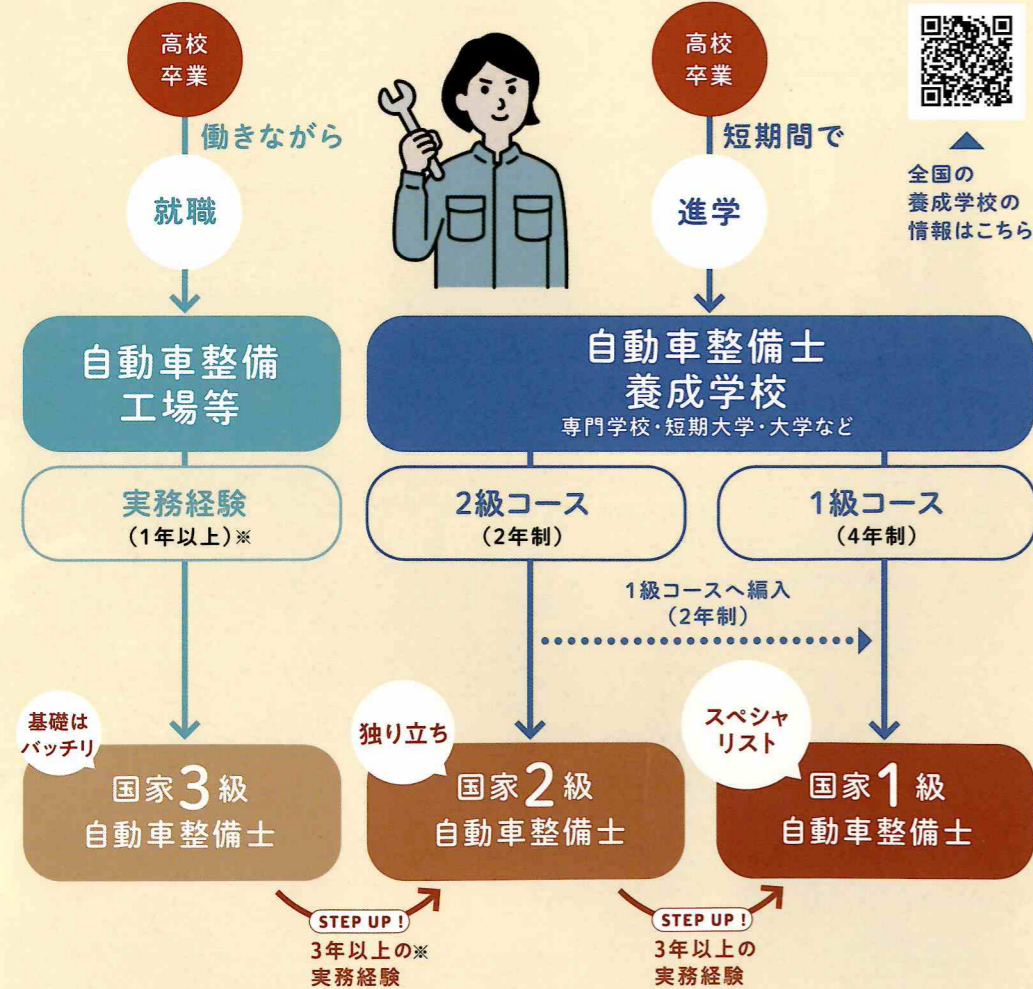 高校
卒業
働きながら
就職
自動車整備
工場等
実務経験
(1年以上)※
高校
卒業
短期間で
進学
全国の
養成学校の
情報はこちら
自動車整備士
養成学校
専門学校・短期大学・大学など
2級コース
(2年制)
1級コース
(4年制)
1級コースへ編入
(2年制)
基礎は
バッチリ
国家3級
自動車整備士
独り立ち
国家2級
自動車整備士
スペシャ
リスト
国家1級
自動車整備士
STEP UP!
3年以上の※
実務経験
STEP UP!
3年以上の
実務経験